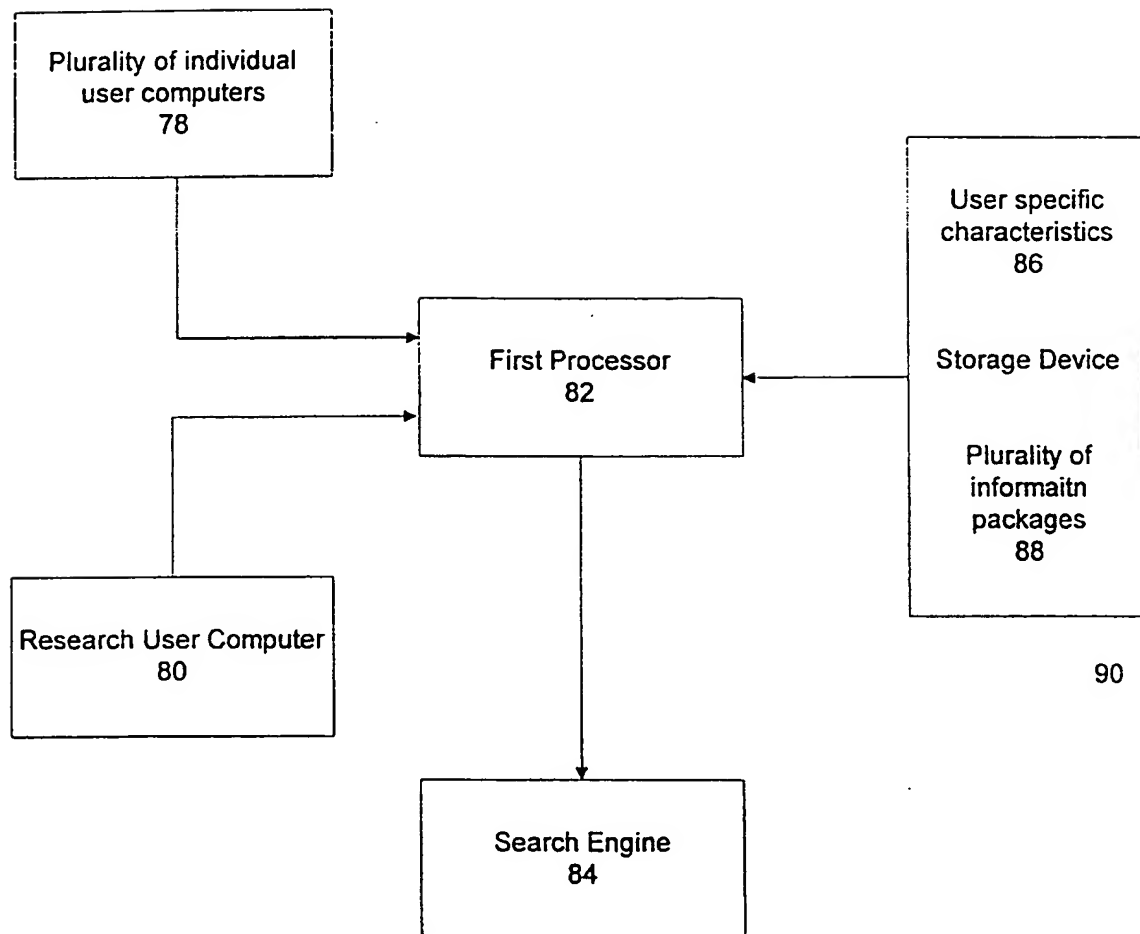 Plurality of individual
user computers
78
User specific
characteristics
86
First Processor
82
Storage Device
Plurality of
informaitn
packages
88
Research User Computer
80
90
Search Engine
84